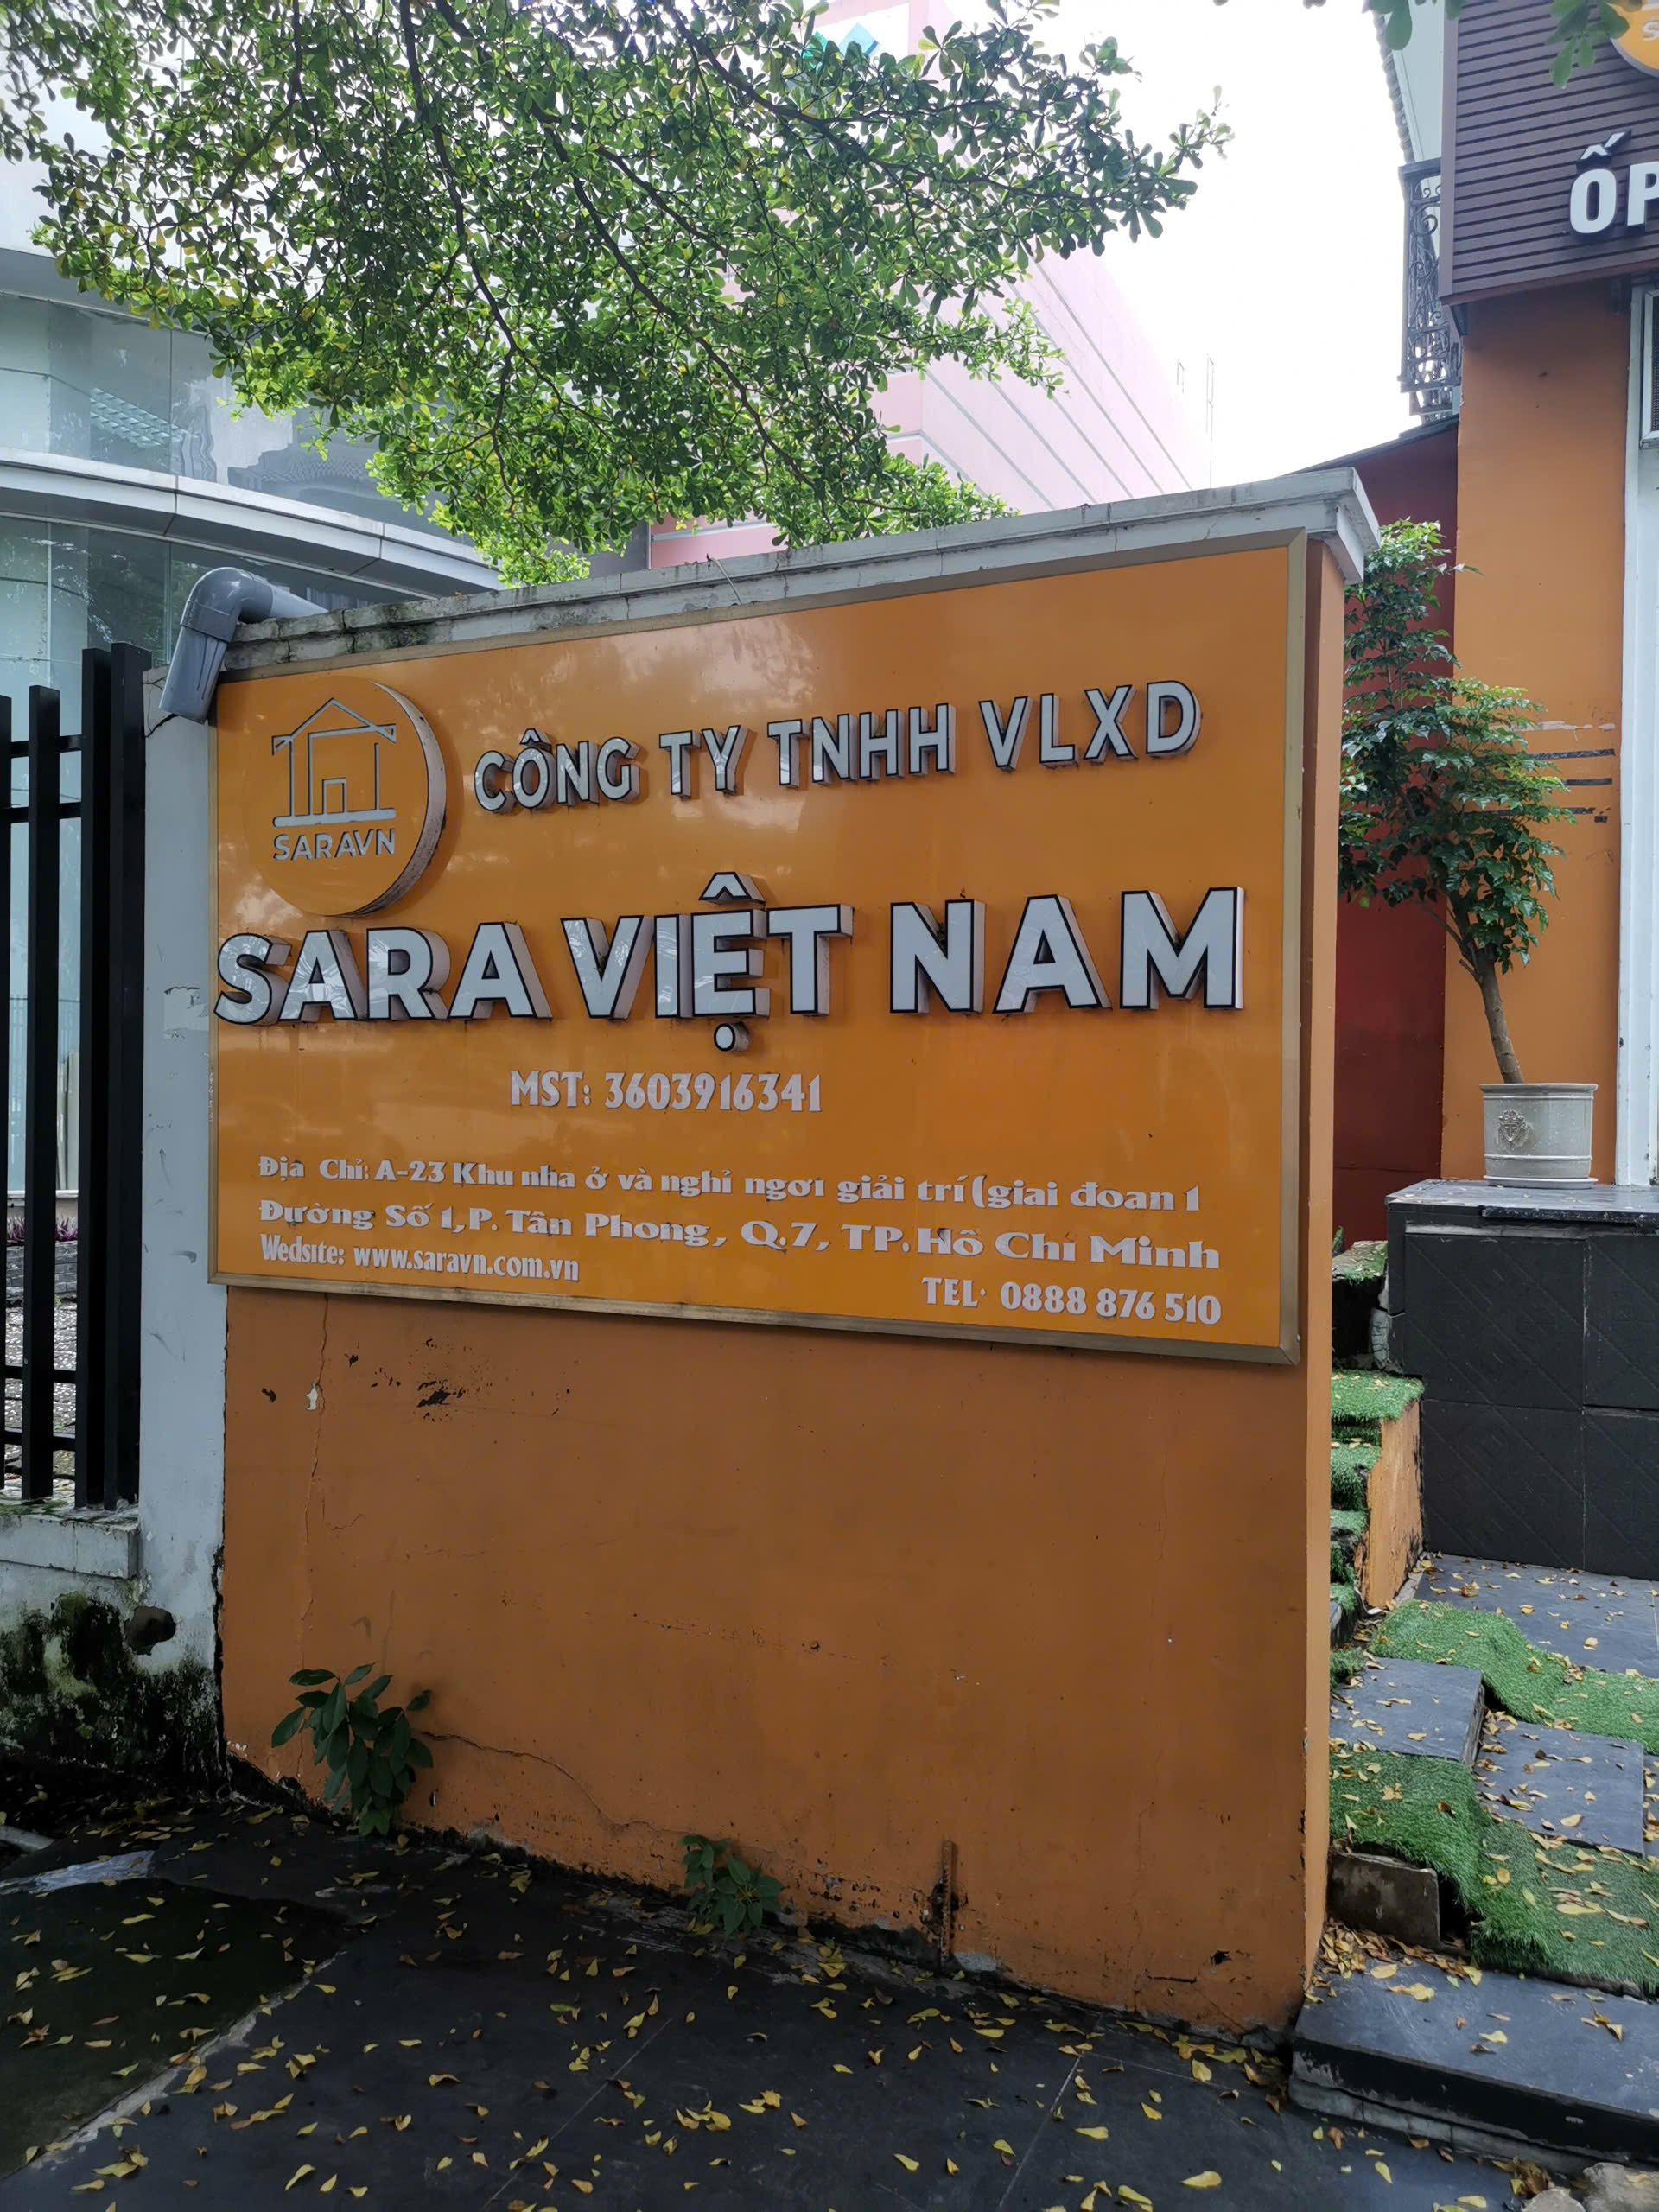 SARAVN
CÔNG TY TNHH VLXD
SARA VIỆT NAM
MST: 3603916341
Địa Chỉ: A-23 Khu nha ở và nghỉ ngơi giải trí (giai đoan 1
Đường Số 1, P. Tân Phong, Q.7, TP. Hồ Chí Minh
Wedsite: www.saravn.com.vn
TEL: 0888 876 510
ỐP